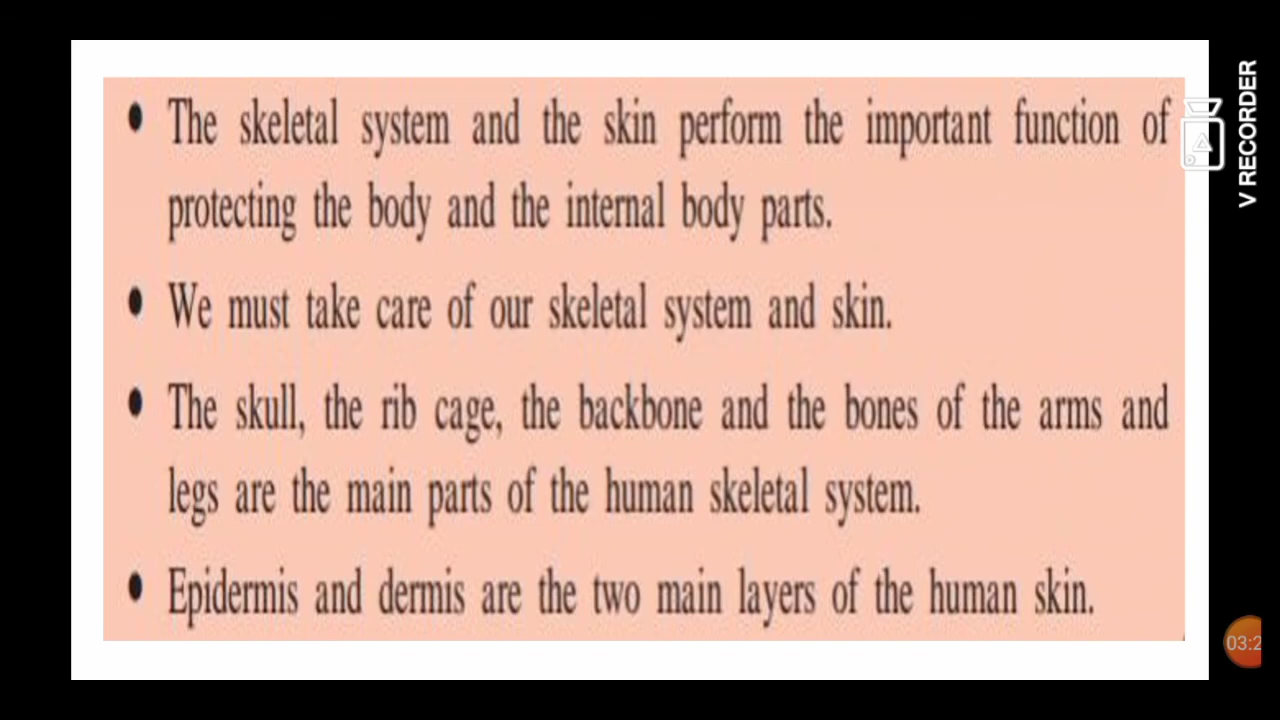 • The skeletal system and the skin perform the important function of
protecting the body and the internal body parts.
• We must take care of our skeletal system and skin.
• The skull, the rib cage, the backbone and the bones of the arms and
legs are the main parts of the human skeletal system.
• Epidermis and dermis are the two main layers of the human skin.
V RECORDER
03:2